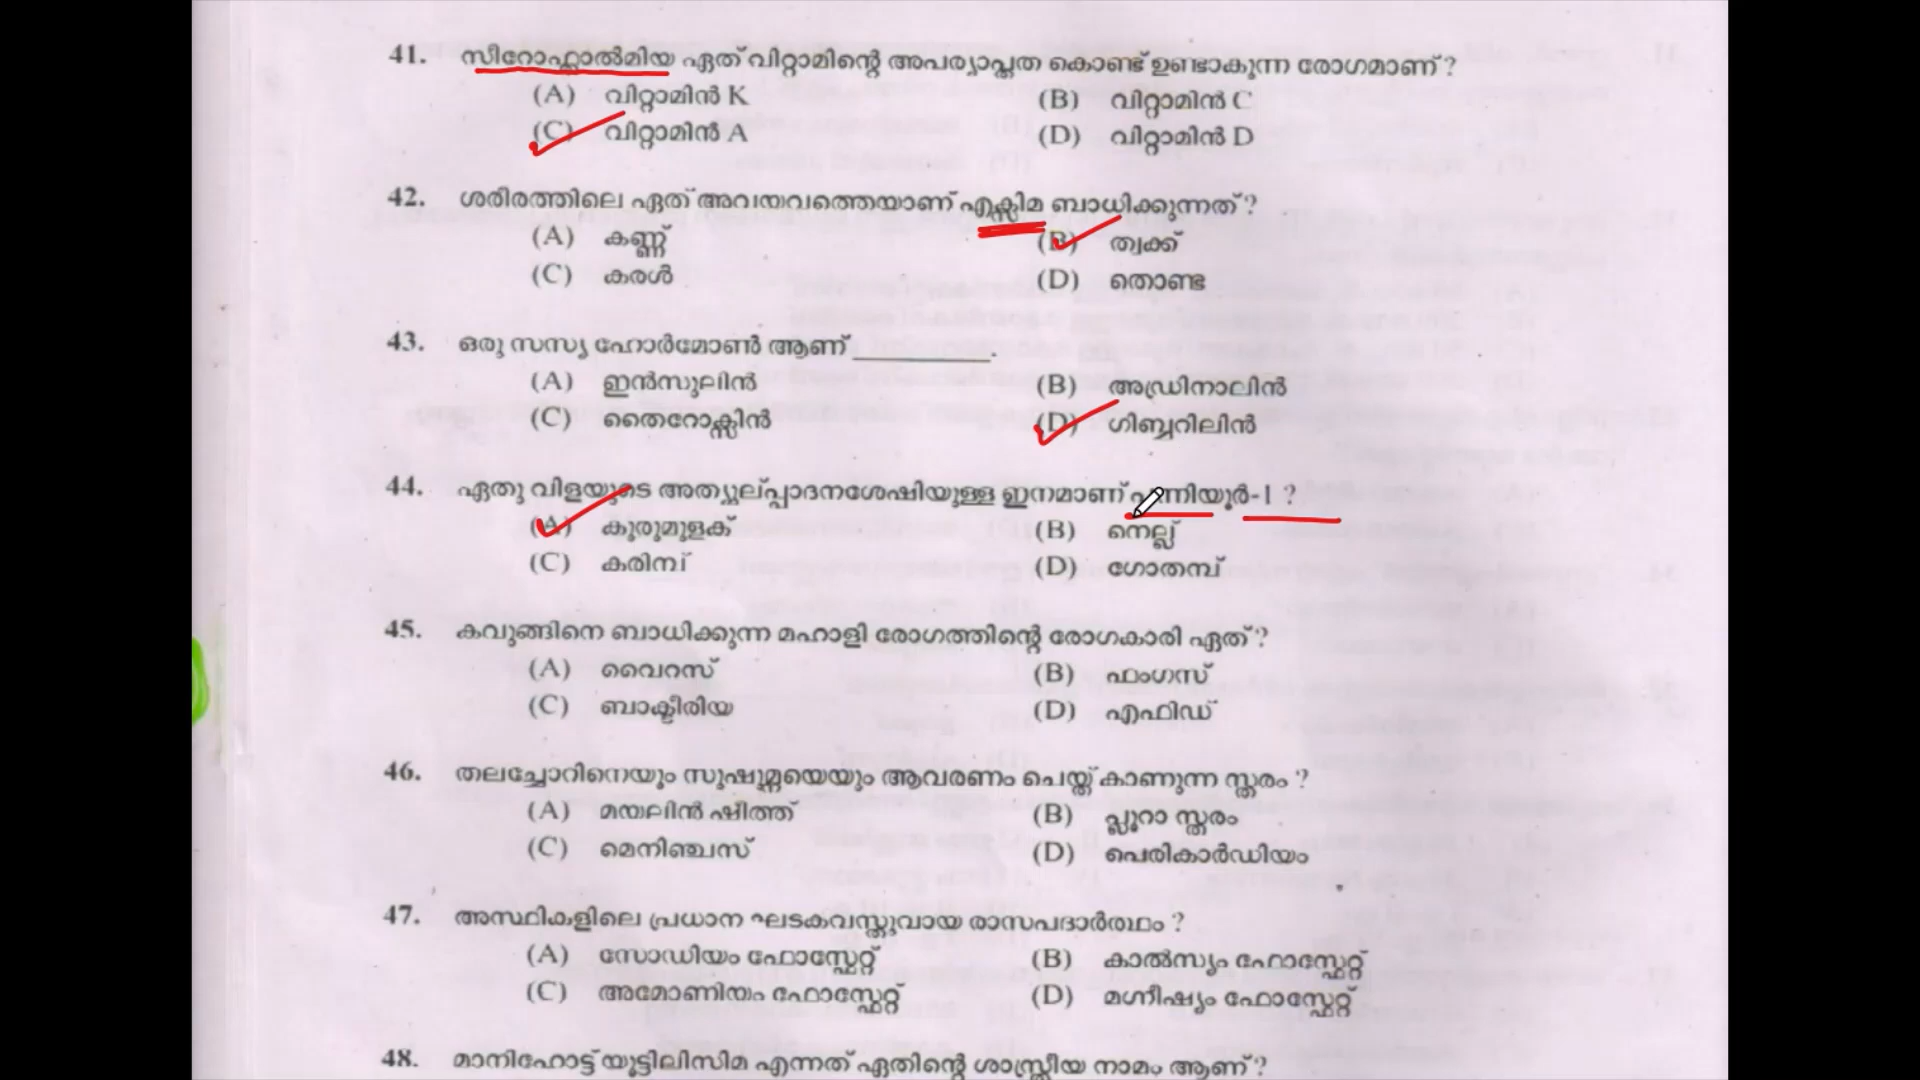 41. സീറോഫ്താൽമിയ ഏത് വിറ്റാമിന്റെ അപര്യാപ്തത കൊണ്ട് ഉണ്ടാകുന്ന രോഗമാണ് ?
(A) വിറ്റാമിൻ K (B) വിറ്റാമിൻ C
(C) വിറ്റാമിൻ A (D) വിറ്റാമിൻ D
42. ശരീരത്തിലെ ഏത് അവയവത്തെയാണ് എക്സിമ ബാധിക്കുന്നത് ?
(A) കണ്ണ് (B) ത്വക്ക്
(C) കരൾ (D) തൊണ്ട
43. ഒരു സസ്യ ഹോർമോൺ ആണ് __________.
(A) ഇൻസുലിൻ (B) അഡ്രിനാലിൻ
(C) തൈറോക്സിൻ (D) ഗിബ്ബറിലിൻ
44. ഏതു വിളയുടെ അത്യുല്പ്പാദനശേഷിയുള്ള ഇനമാണ് പന്നിയൂർ-1 ?
(A) കുരുമുളക് (B) നെല്ല്
(C) കരിമ്പ് (D) ഗോതമ്പ്
45. കവുങ്ങിനെ ബാധിക്കുന്ന മഹാളി രോഗത്തിന്റെ രോഗകാരി ഏത് ?
(A) വൈറസ് (B) ഫംഗസ്
(C) ബാക്ടീരിയ (D) എഫിഡ്
46. തലച്ചോറിനെയും സുഷുമ്നയെയും ആവരണം ചെയ്ത് കാണുന്ന സ്തരം ?
(A) മയലിൻ ഷീത്ത് (B) പ്ലൂറാ സ്തരം
(C) മെനിഞ്ചസ് (D) പെരികാർഡിയം
47. അസ്ഥികളിലെ പ്രധാന ഘടകവസ്തുവായ രാസപദാർത്ഥം ?
(A) സോഡിയം ഫോസ്ഫേറ്റ് (B) കാൽസ്യം ഫോസ്ഫേറ്റ്
(C) അമോണിയം ഫോസ്ഫേറ്റ് (D) മഗ്നീഷ്യം ഫോസ്ഫേറ്റ്
48. മാനിഹോട്ട് യൂട്ടിലിസിമ എന്നത് ഏതിന്റെ ശാസ്ത്രീയ നാമം ആണ് ?